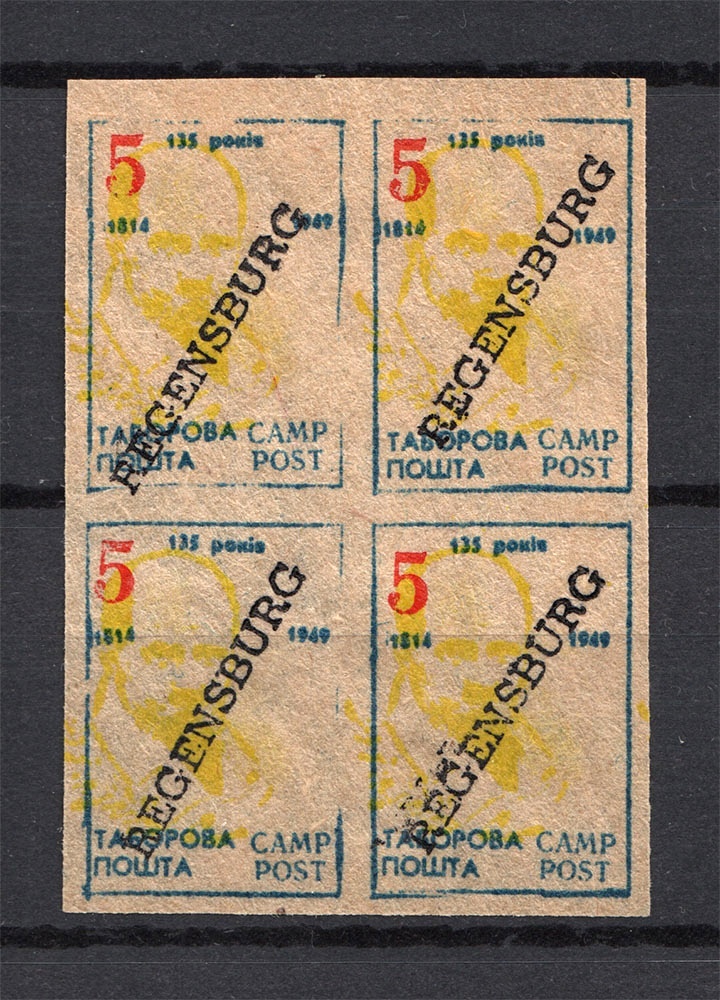 5 135 років
1814 1949
REGENSBURG
ТАБОРОВА CAMP
ПОШТА POST
5 135 років
1814 1949
REGENSBURG
ТАБОРОВА CAMP
ПОШТА POST
5 135 років
1814 1949
REGENSBURG
ТАБОРОВА CAMP
ПОШТА POST
5 135 років
1814 1949
REGENSBURG
ТАБОРОВА CAMP
ПОШТА POST